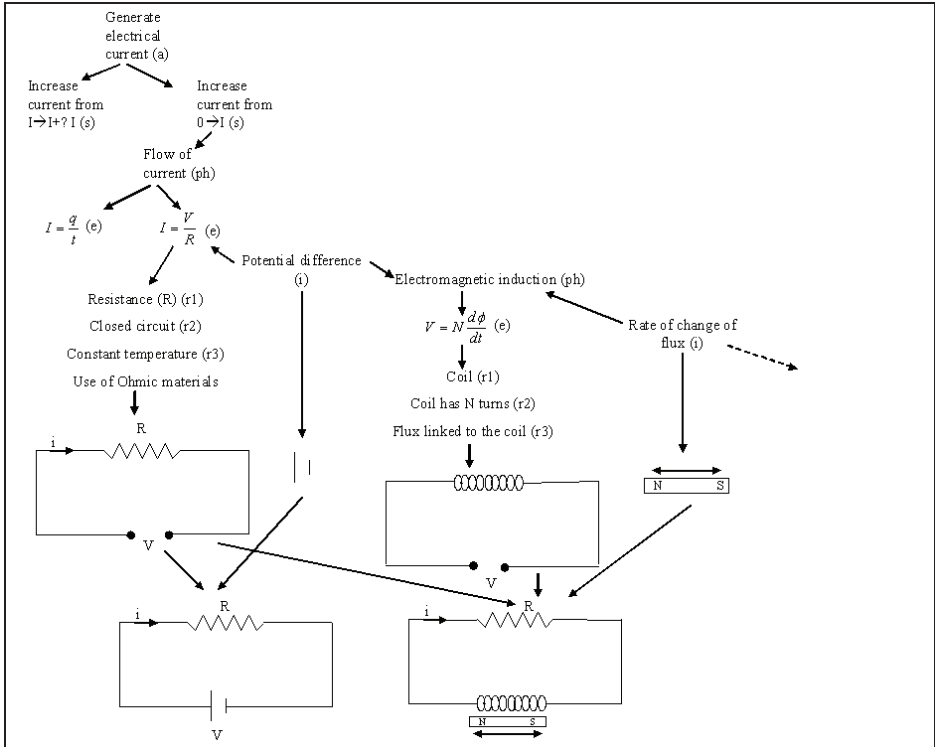 Generate
electrical
current (a)
Increase
current from
I→I+? I (s)
Increase
current from
0→I (s)
Flow of
current (ph)
I = q/t (e)
I = V/R (e)
Potential difference
(i)
Electromagnetic induction (ph)
Resistance (R) (r1)
Closed circuit (r2)
Constant temperature (r3)
Use of Ohmic materials
V = N dϕ/dt (e)
Rate of change of
flux (i)
Coil (r1)
Coil has N turns (r2)
Flux linked to the coil (r3)
R
i
V
N S
V
R
i
V
R
i
N S